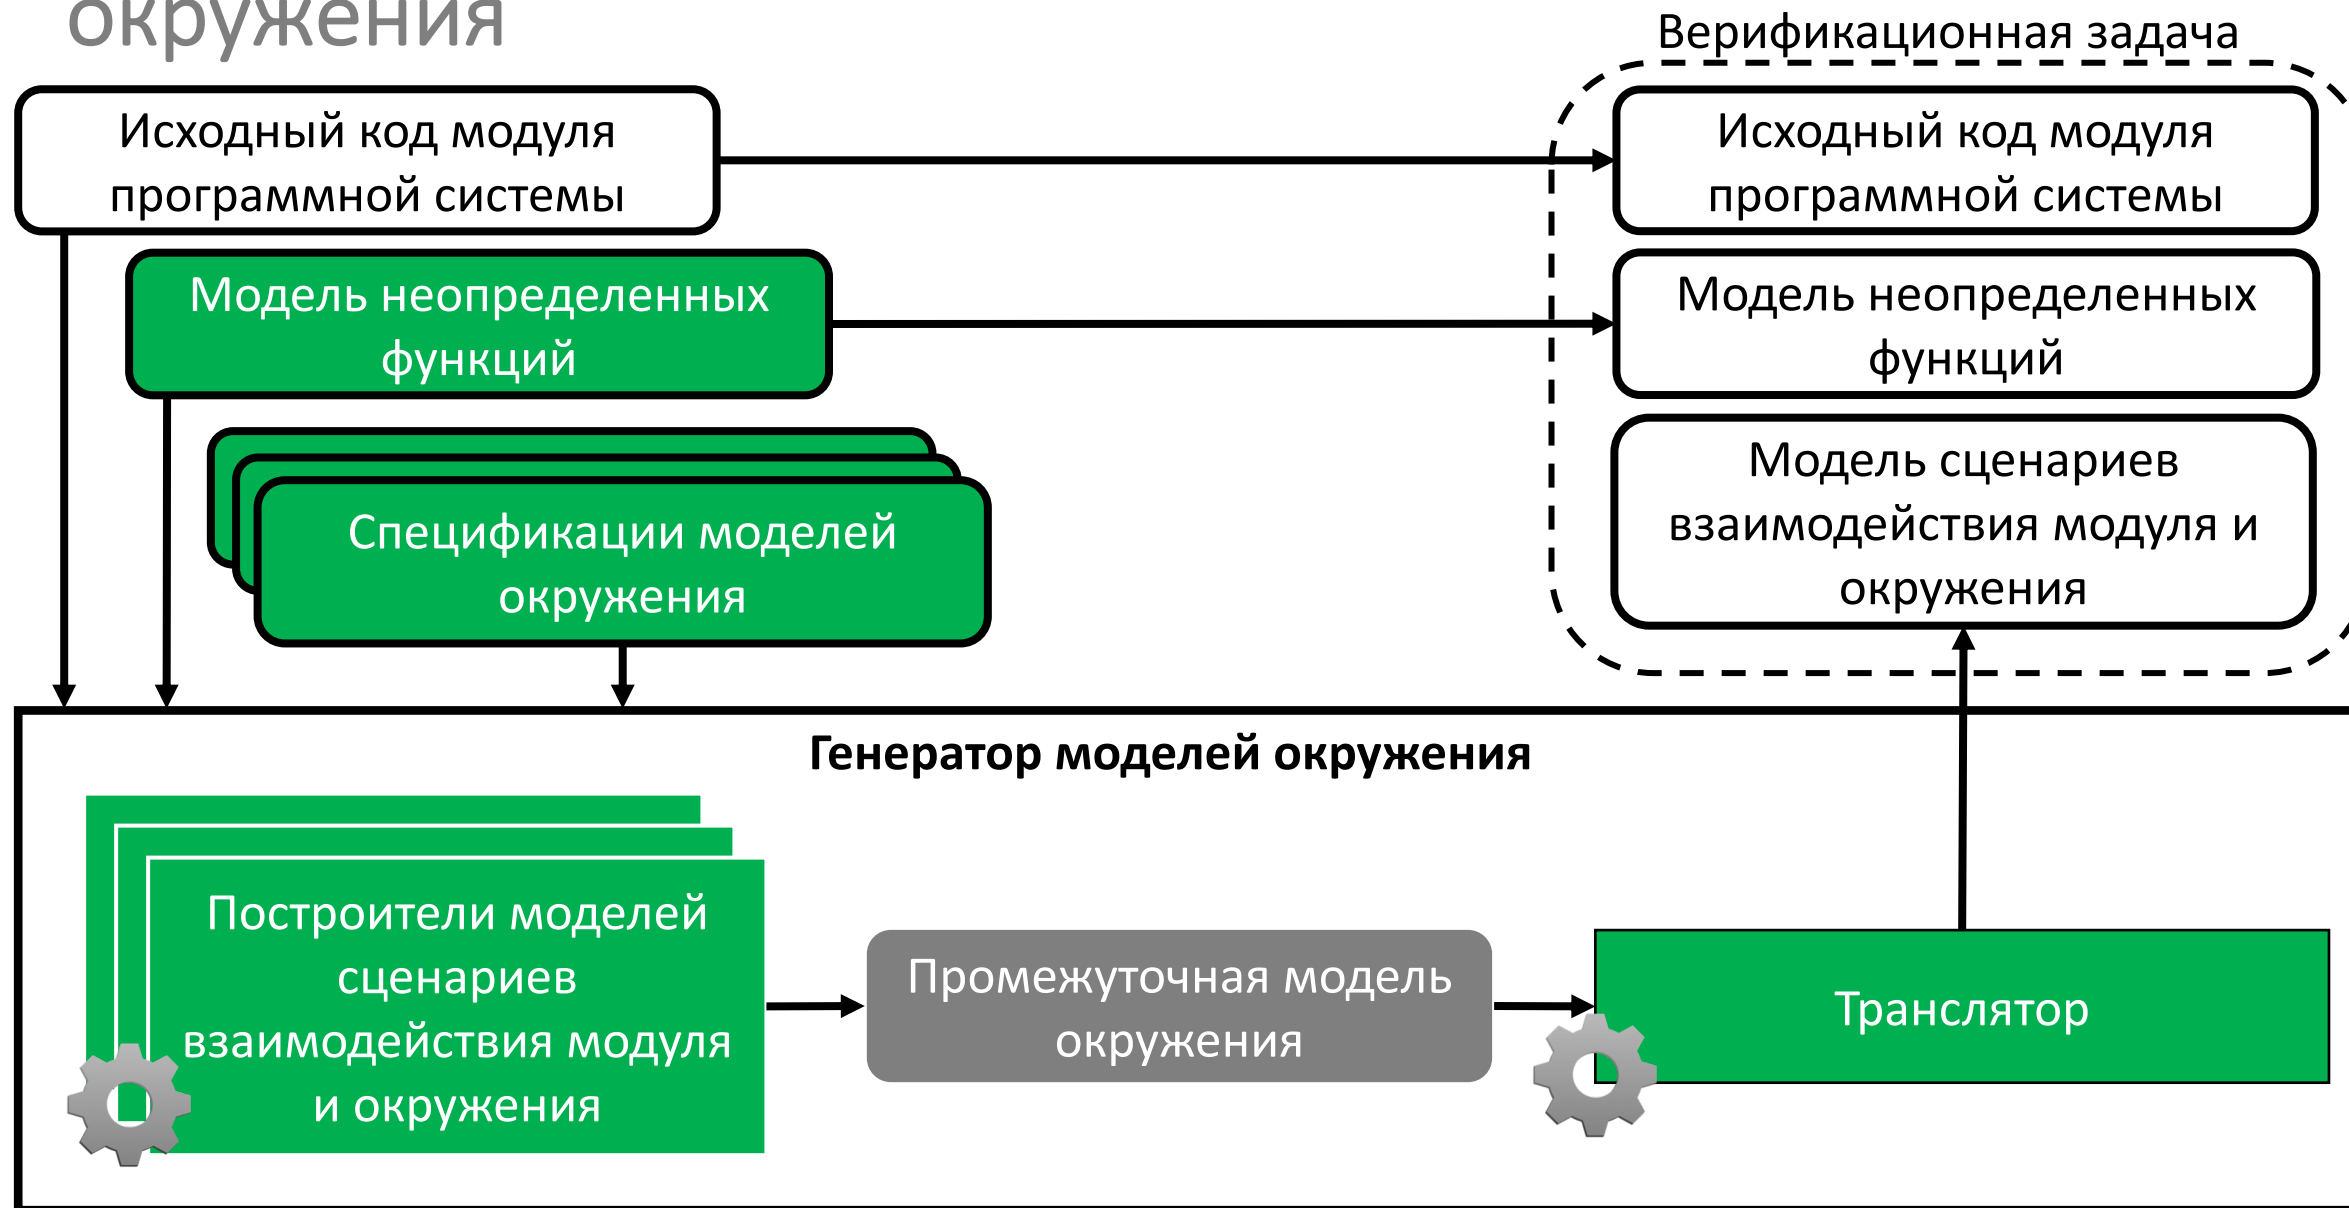 окружения
Верификационная задача
Исходный код модуля
программной системы
Исходный код модуля
программной системы
Модель неопределенных
функций
Модель неопределенных
функций
Спецификации моделей
окружения
Модель сценариев
взаимодействия модуля и
окружения
Генератор моделей окружения
Построители моделей
сценариев
взаимодействия модуля
и окружения
Промежуточная модель
окружения
Транслятор